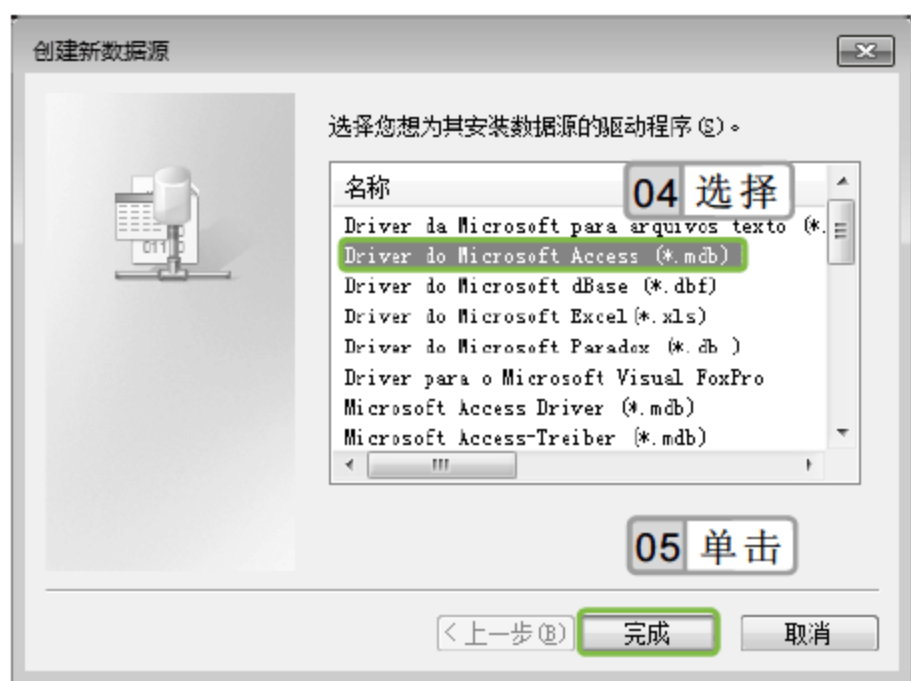 创建新数据源
选择您想为其安装数据源的驱动程序(S)。
名称
04 选择
Driver da Microsoft para arquivos texto (*.
Driver do Microsoft Access (*.mdb)
Driver do Microsoft dBase (*.dbf)
Driver do Microsoft Excel(*.xls)
Driver do Microsoft Paradox (*.db )
Driver para o Microsoft Visual FoxPro
Microsoft Access Driver (*.mdb)
Microsoft Access-Treiber (*.mdb)
05 单击
<上一步(B)
完成
取消